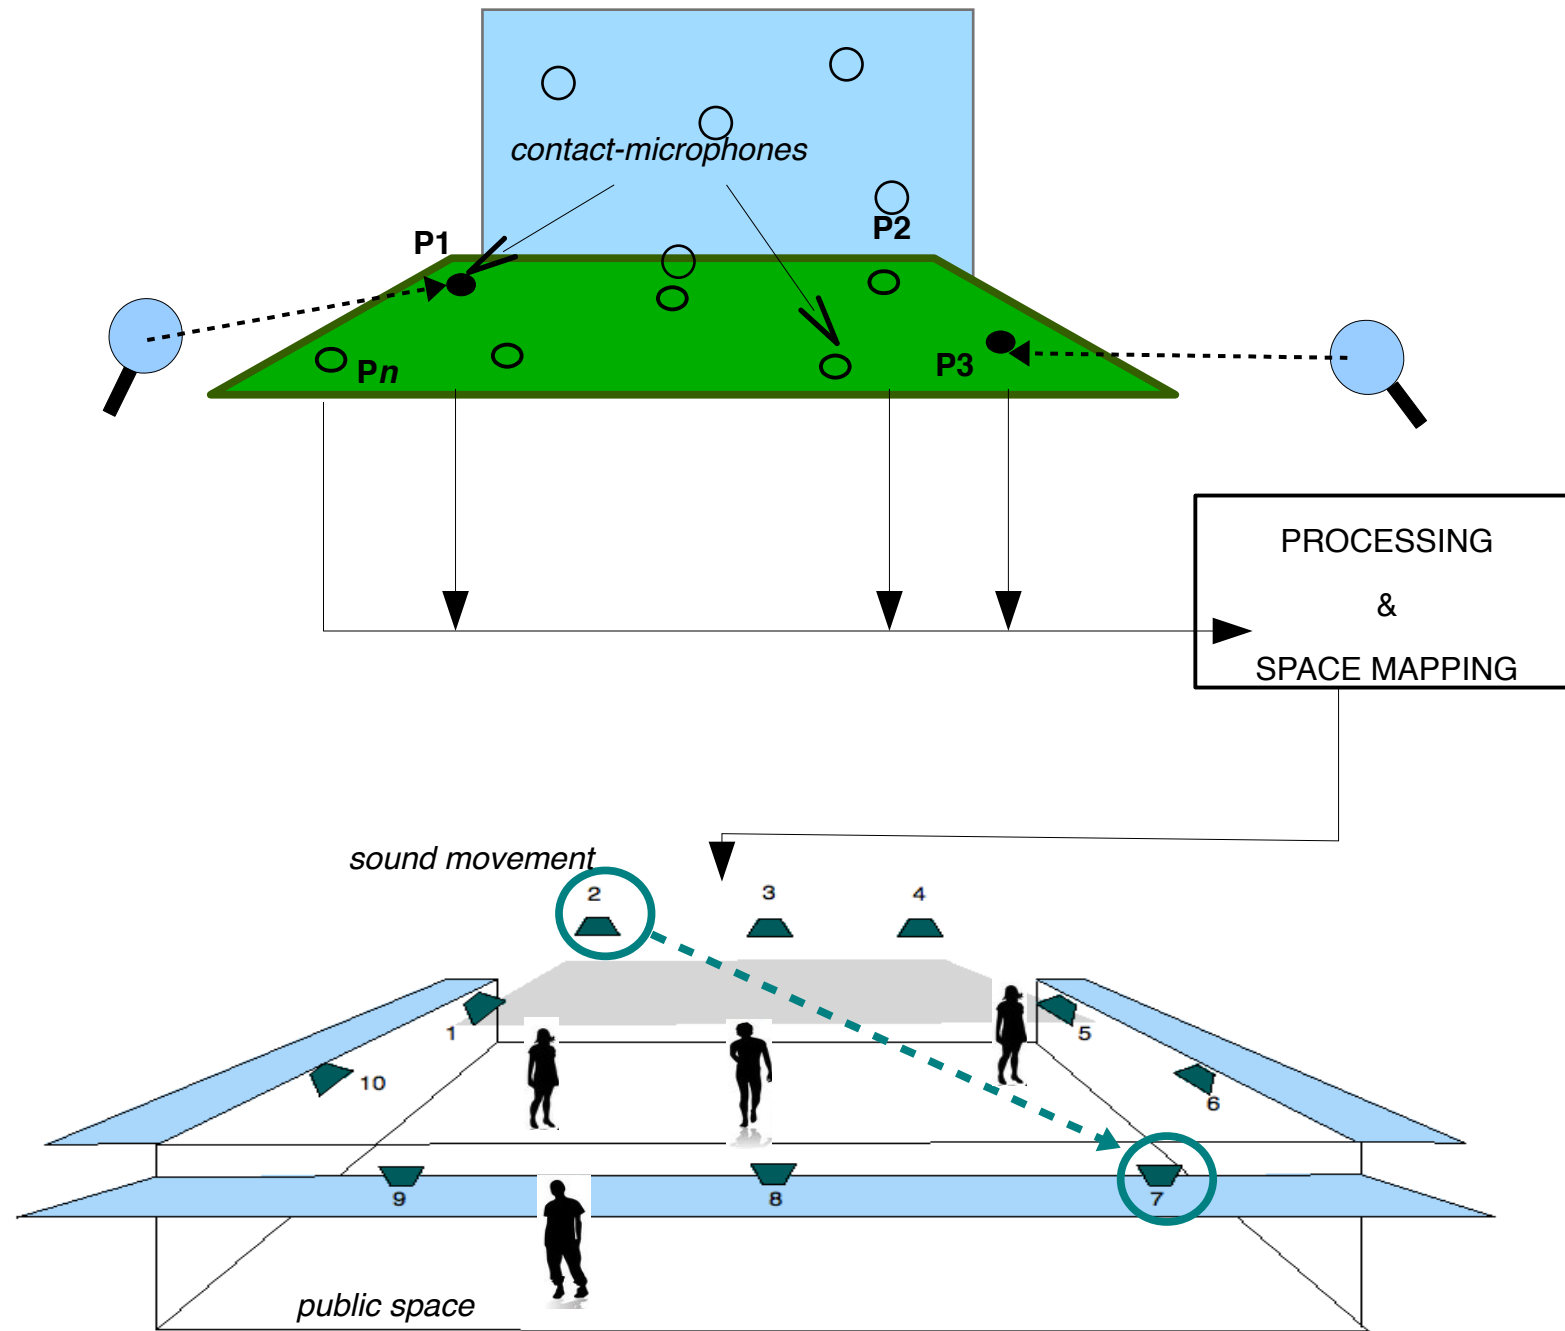 contact-microphones
P1
P2
P3
Pn
PROCESSING
&
SPACE MAPPING
sound movement
2
3
4
1
5
10
6
9
8
7
public space